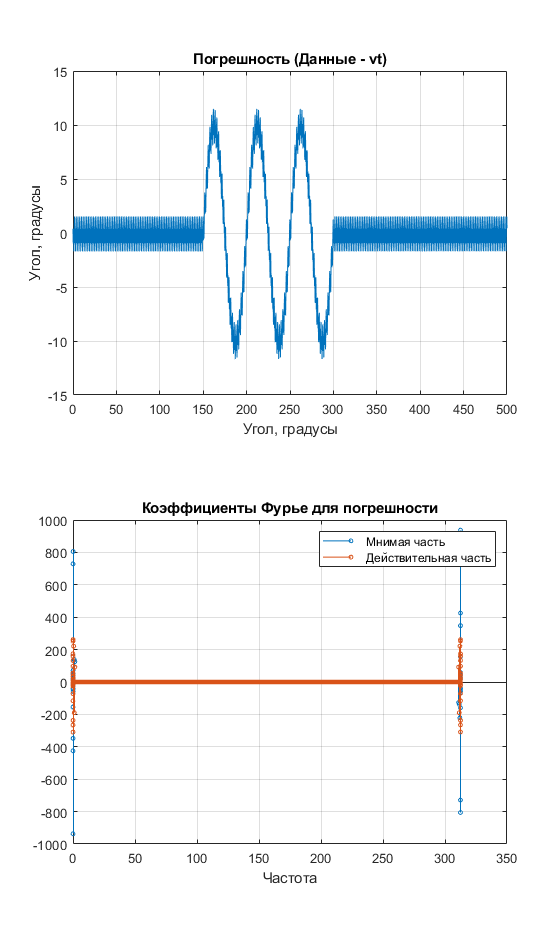 Погрешность (Данные - vt)
15
10
5
0
-5
-10
-15
Угол, градусы
0 50 100 150 200 250 300 350 400 450 500
Угол, градусы
Коэффициенты Фурье для погрешности
1000
800
600
400
200
0
-200
-400
-600
-800
-1000
Мнимая часть
Действительная часть
0 50 100 150 200 250 300 350
Частота